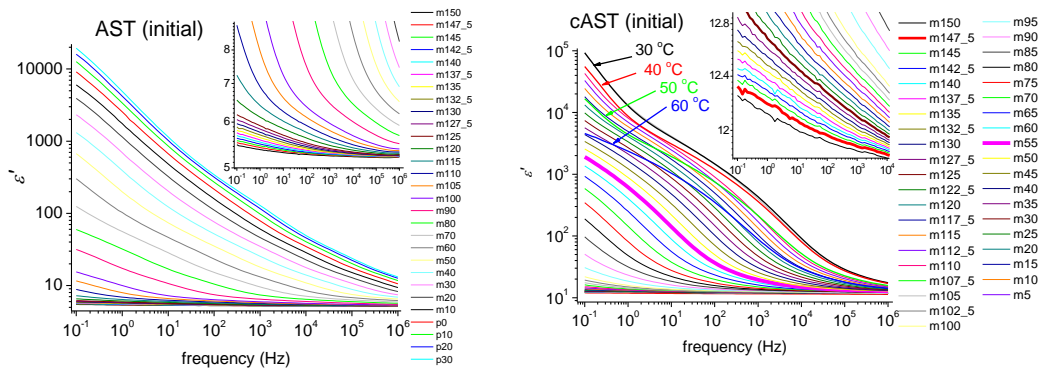 AST (initial)
8
7
6
5
10⁻¹ 10⁰ 10¹ 10² 10³ 10⁴ 10⁵ 10⁶
10000
1000
100
10
ε'
10⁻¹ 10⁰ 10¹ 10² 10³ 10⁴ 10⁵ 10⁶
frequency (Hz)
m150
m147_5
m145
m142_5
m140
m137_5
m135
m132_5
m130
m127_5
m125
m120
m115
m110
m105
m100
m90
m80
m70
m60
m50
m40
m30
m20
m10
p0
p10
p20
p30
cAST (initial)
12.8
12.4
12
10⁻¹ 10⁰ 10¹ 10² 10³ 10⁴
30 °C
40 °C
50 °C
60 °C
10⁵
10⁴
10³
10²
10¹
ε'
10⁻¹ 10⁰ 10¹ 10² 10³ 10⁴ 10⁵ 10⁶
frequency (Hz)
m150
m147_5
m145
m142_5
m140
m137_5
m135
m132_5
m130
m127_5
m125
m122_5
m120
m117_5
m115
m112_5
m110
m107_5
m105
m102_5
m100
m95
m90
m85
m80
m75
m70
m65
m60
m55
m50
m45
m40
m35
m30
m25
m20
m15
m10
m5